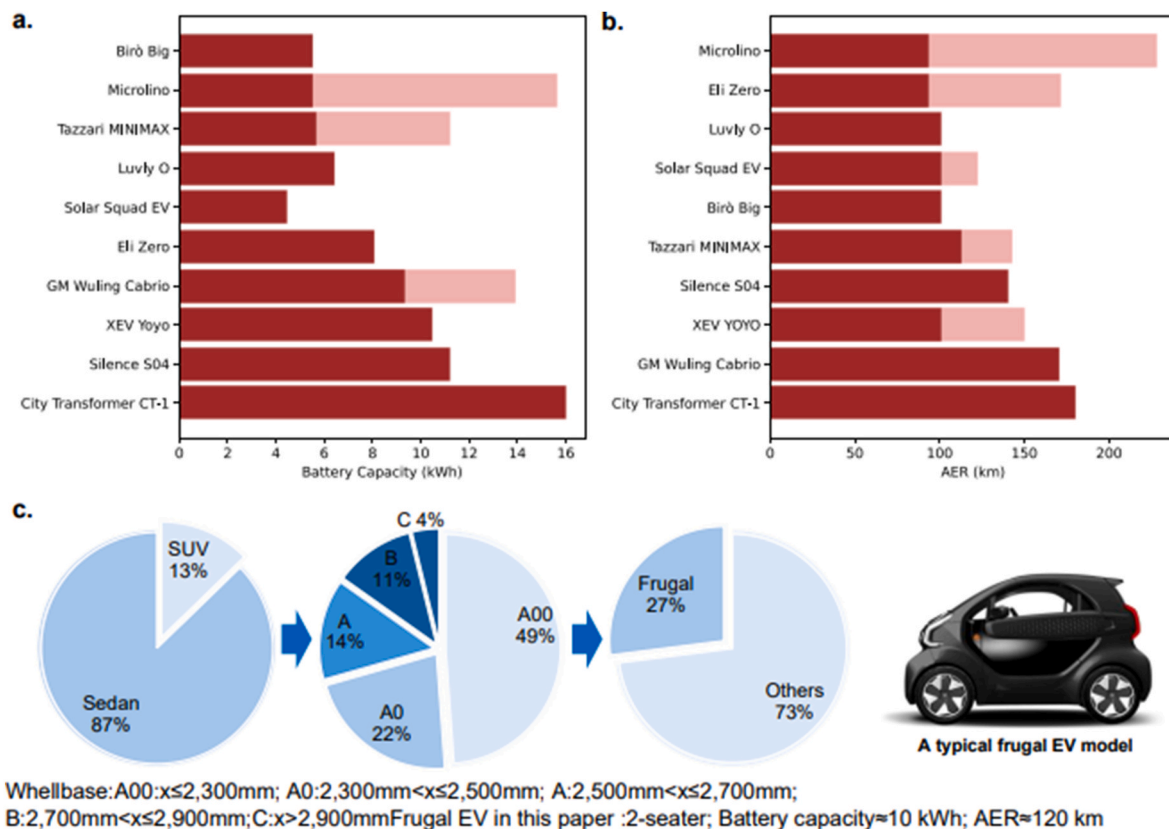 a.
Birò Big
Microlino
Tazzari MINIMAX
Luvly O
Solar Squad EV
Eli Zero
GM Wuling Cabrio
XEV Yoyo
Silence S04
City Transformer CT-1
0 2 4 6 8 10 12 14 16
Battery Capacity (kWh)
b.
Microlino
Eli Zero
Luvly O
Solar Squad EV
Birò Big
Tazzari MINIMAX
Silence S04
XEV YOYO
GM Wuling Cabrio
City Transformer CT-1
0 50 100 150 200
AER (km)
c.
SUV
13%
Sedan
87%
C 4%
B
11%
A
14%
A0
22%
A00
49%
Frugal
27%
Others
73%
A typical frugal EV model
Whellbase:A00:x≤2,300mm; A0:2,300mm<x≤2,500mm; A:2,500mm<x≤2,700mm;
B:2,700mm<x≤2,900mm;C:x>2,900mmFrugal EV in this paper :2-seater; Battery capacity≈10 kWh; AER≈120 km